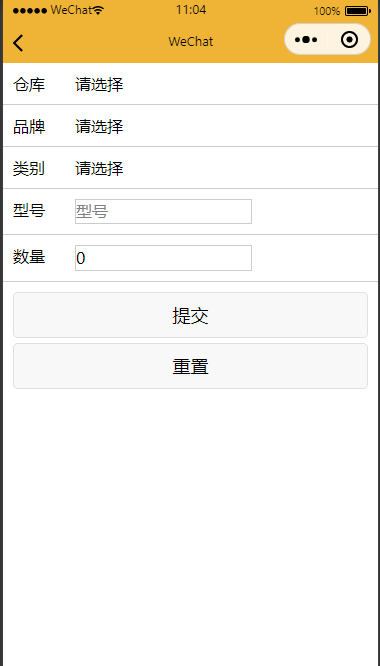 WeChat 11:04 100%
WeChat
仓库 请选择
品牌 请选择
类别 请选择
型号 型号
数量 0
提交
重置